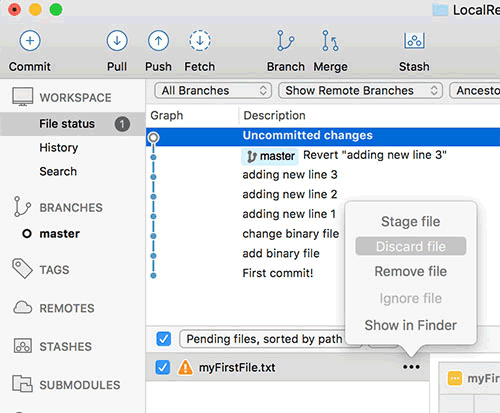 LocalRe
Commit
Pull
Push
Fetch
Branch
Merge
Stash
WORKSPACE
File status 1
History
Search
BRANCHES
master
TAGS
REMOTES
STASHES
SUBMODULES
All Branches
Show Remote Branches
Ancesto
Graph
Description
Uncommitted changes
master Revert "adding new line 3"
adding new line 3
adding new line 2
adding new line 1
change binary file
add binary file
First commit!
Stage file
Discard file
Remove file
Ignore file
Show in Finder
Pending files, sorted by path
myFirstFile.txt
myFirs